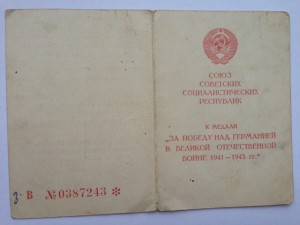 СОЮЗ
СОВЕТСКИХ
СОЦИАЛИСТИЧЕСКИХ
РЕСПУБЛИК
К МЕДАЛИ
„ЗА ПОБЕДУ НАД ГЕРМАНИЕЙ
В ВЕЛИКОЙ ОТЕЧЕСТВЕННОЙ
ВОЙНЕ 1941—1945 гг."
З В №0387243 *